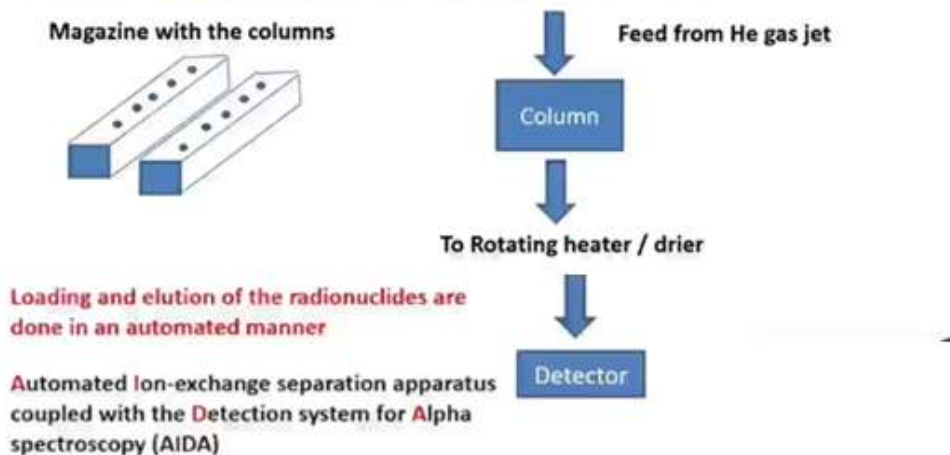 Magazine with the columns
Feed from He gas jet
Column
To Rotating heater / drier
Loading and elution of the radionuclides are
done in an automated manner
Detector
Automated Ion-exchange separation apparatus
coupled with the Detection system for Alpha
spectroscopy (AIDA)